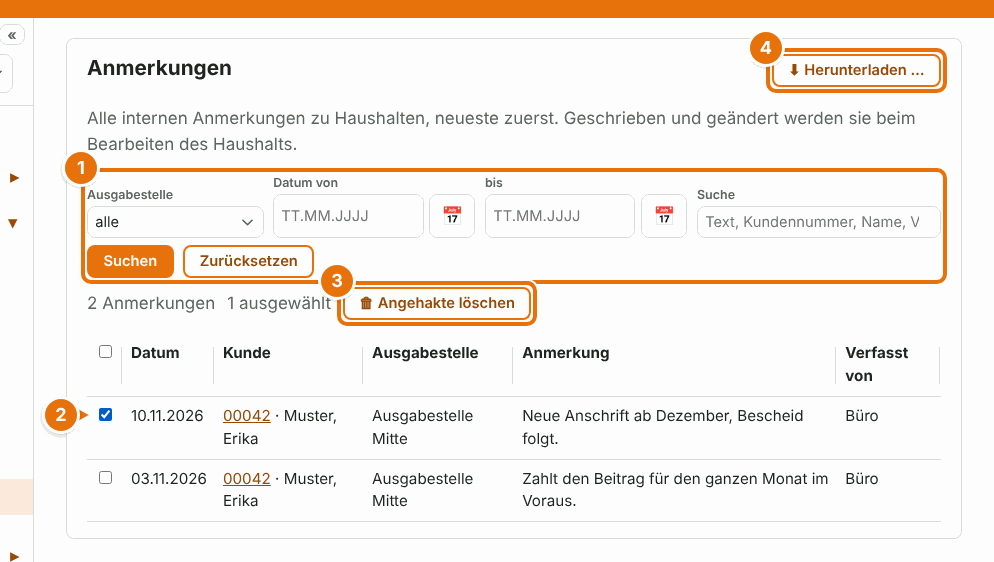 «
Anmerkungen
4
⬇ Herunterladen ...
Alle internen Anmerkungen zu Haushalten, neueste zuerst. Geschrieben und geändert werden sie beim
Bearbeiten des Haushalts.
1
Ausgabestelle
Datum von
bis
Suche
alle
TT.MM.JJJJ
TT.MM.JJJJ
Text, Kundennummer, Name, V
Suchen
Zurücksetzen
3
2 Anmerkungen 1 ausgewählt
Angehakte löschen
Datum Kunde Ausgabestelle Anmerkung Verfasst
von
2
10.11.2026 00042 · Muster, Ausgabestelle Neue Anschrift ab Dezember, Bescheid Büro
Erika Mitte folgt.
03.11.2026 00042 · Muster, Ausgabestelle Zahlt den Beitrag für den ganzen Monat im Büro
Erika Mitte Voraus.